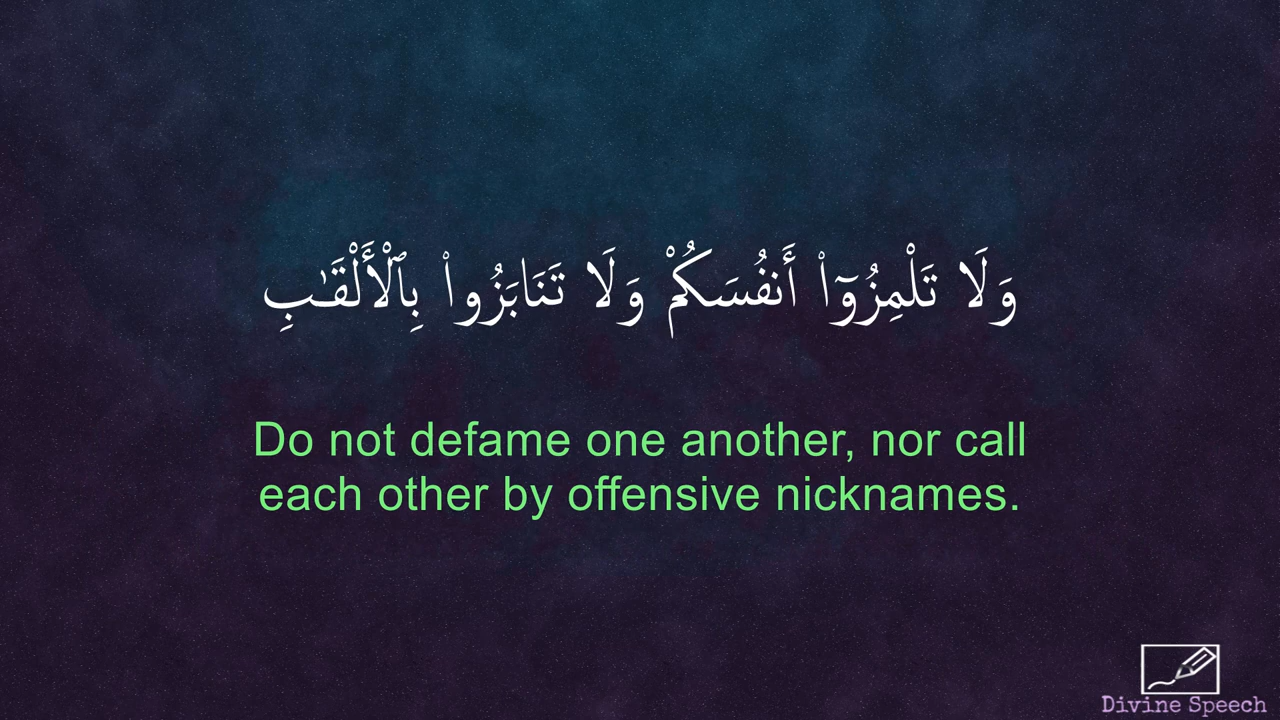 وَلَا تَلْمِزُوٓا۟ أَنفُسَكُمْ وَلَا تَنَابَزُوا۟ بِٱلْأَلْقَـٰبِ
Do not defame one another, nor call
each other by offensive nicknames.
Divine Speech